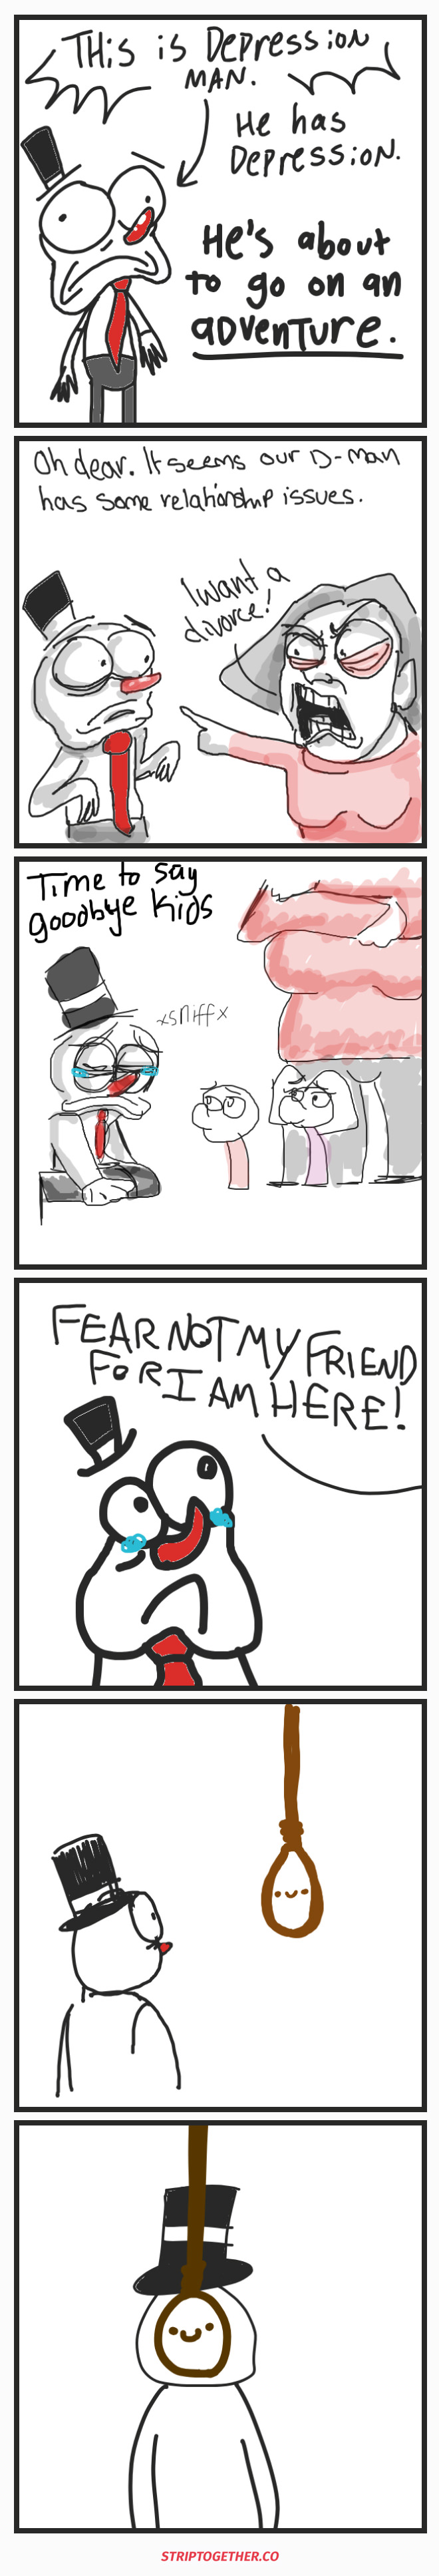 THiS iS DEPRESSiON
MAN.
He has
DEPRESSiON.
He's about
to go on an
ADVENTURE.
Oh dear. It seems our D-Man
has some relationship issues.
I want a
divorce!
Time to say
goodbye kids
xsniffx
FEAR NOT MY FRIEND
FOR I AM HERE!
STRIPTOGETHER.CO